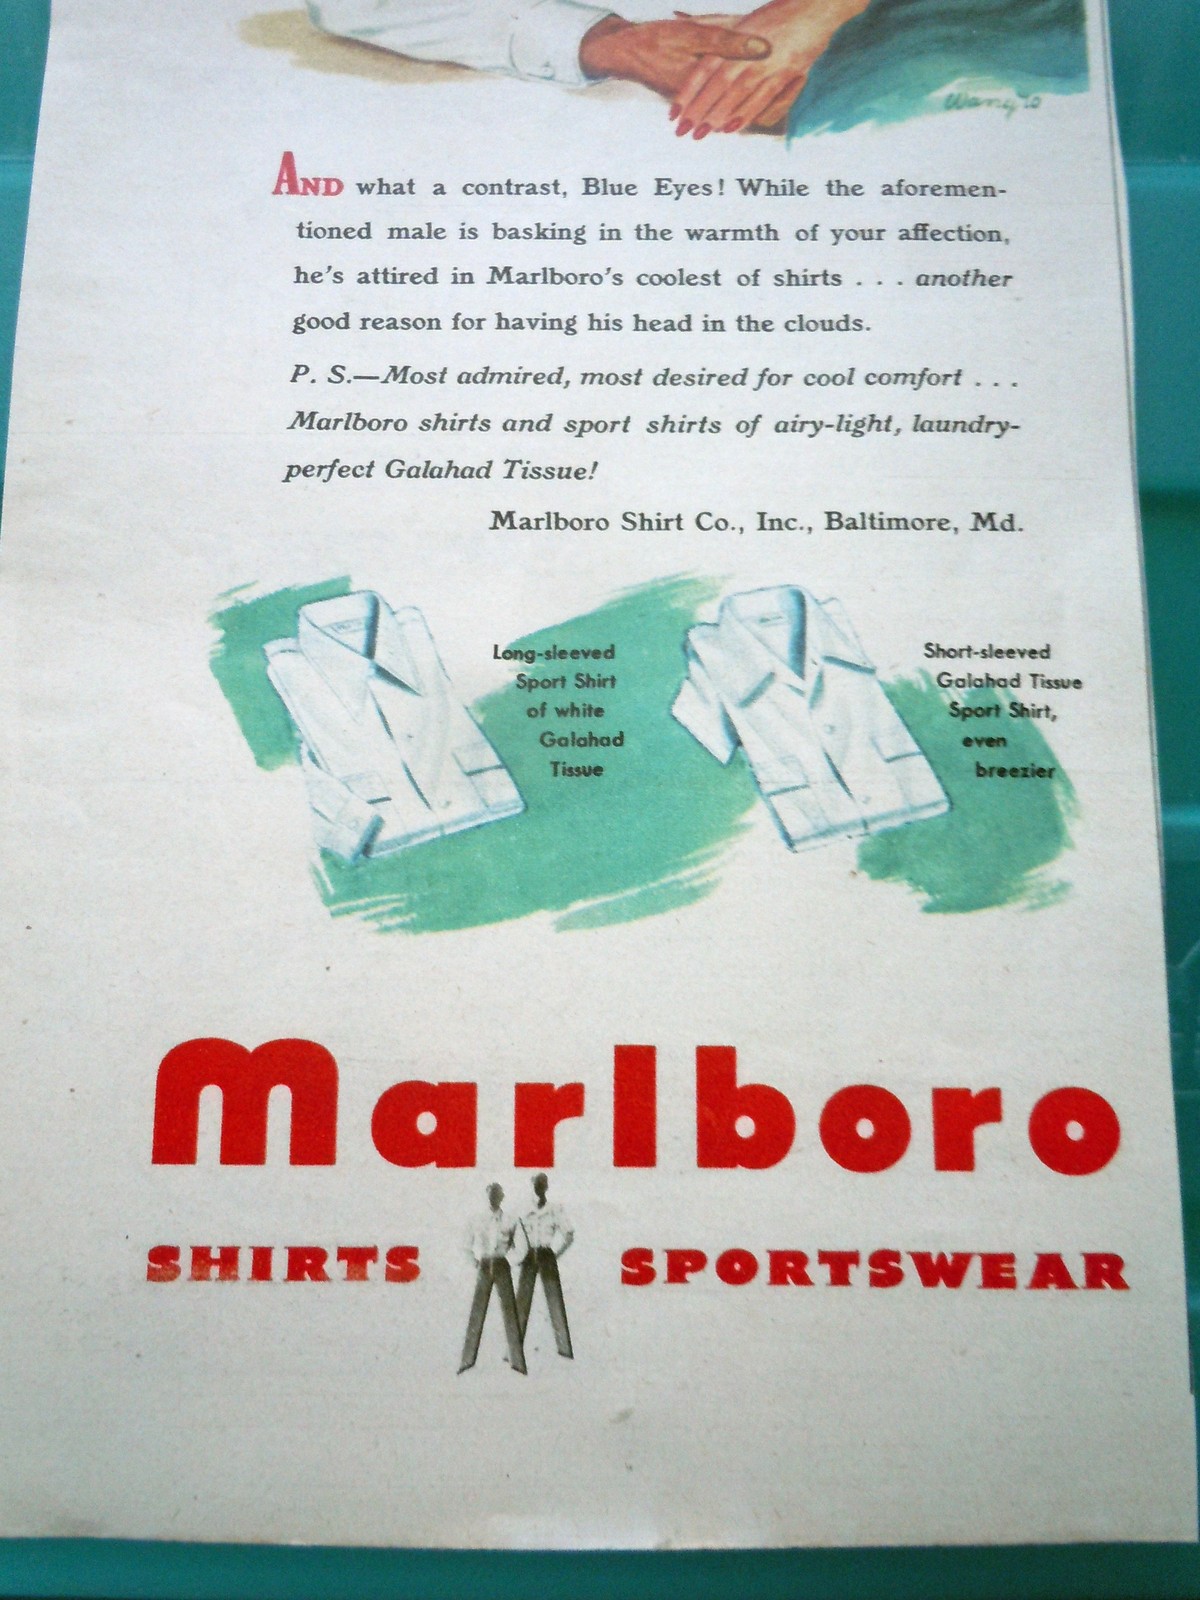 AND what a contrast, Blue Eyes! While the aforemen-
tioned male is basking in the warmth of your affection,
he's attired in Marlboro's coolest of shirts . . . another
good reason for having his head in the clouds.
P. S.—Most admired, most desired for cool comfort . . .
Marlboro shirts and sport shirts of airy-light, laundry-
perfect Galahad Tissue!
Marlboro Shirt Co., Inc., Baltimore, Md.
Long-sleeved
Sport Shirt
of white
Galahad
Tissue
Short-sleeved
Galahad Tissue
Sport Shirt,
even
breezier
Marlboro
SHIRTS SPORTSWEAR